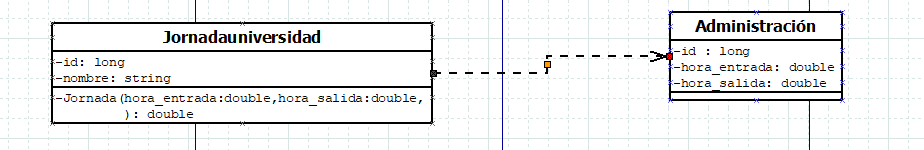 Jornadauniversidad
-id: long
-nombre: string
-Jornada(hora_entrada:double,hora_salida:double,
): double
Administración
-id : long
-hora_entrada: double
-hora_salida: double